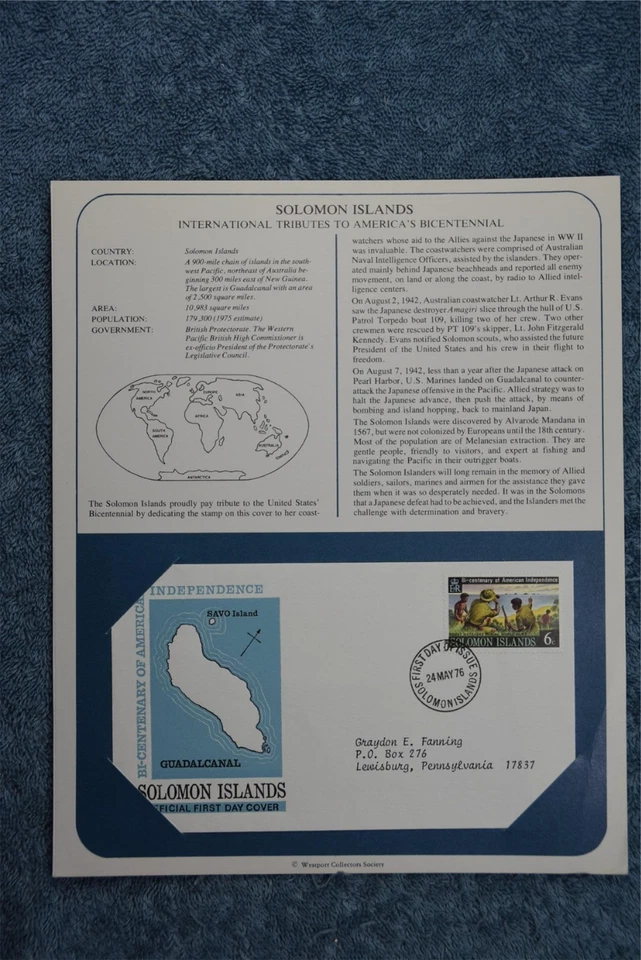 SOLOMON ISLANDS
INTERNATIONAL TRIBUTES TO AMERICA'S BICENTENNIAL
COUNTRY: Solomon Islands
LOCATION: A 900-mile chain of islands in the south-
west Pacific, northeast of Australia be-
ginning 300 miles east of New Guinea.
The largest is Guadalcanal with an area
of 2,500 square miles.
AREA: 10,983 square miles
POPULATION: 179,300 (1975 estimate)
GOVERNMENT: British Protectorate. The Western
Pacific British High Commissioner is
ex-officio President of the Protectorate's
Legislative Council.
NORTH
AMERICA
EUROPE
ASIA
AFRICA
SOUTH
AMERICA
AUSTRALIA
ANTARCTICA
The Solomon Islands proudly pay tribute to the United States'
Bicentennial by dedicating the stamp on this cover to her coast-
watchers whose aid to the Allies against the Japanese in WW II
was invaluable. The coastwatchers were comprised of Australian
Naval Intelligence Officers, assisted by the islanders. They oper-
ated mainly behind Japanese beachheads and reported all enemy
movement, on land or along the coast, by radio to Allied intel-
ligence centers.
On August 2, 1942, Australian coastwatcher Lt. Arthur R. Evans
saw the Japanese destroyer Amagiri slice through the hull of U.S.
Patrol Torpedo boat 109, killing two of her crew. Two other
crewmen were rescued by PT 109's skipper, Lt. John Fitzgerald
Kennedy. Evans notified Solomon scouts, who assisted the future
President of the United States and his crew in their flight to
freedom.
On August 7, 1942, less than a year after the Japanese attack on
Pearl Harbor, U.S. Marines landed on Guadalcanal to counter-
attack the Japanese offensive in the Pacific. Allied strategy was to
halt the Japanese advance, then push the attack, by means of
bombing and island hopping, back to mainland Japan.
The Solomon Islands were discovered by Alvarode Mandana in
1567, but were not colonized by Europeans until the 18th century.
Most of the population are of Melanesian extraction. They are
gentle people, friendly to visitors, and expert at fishing and
navigating the Pacific in their outrigger boats.
The Solomon Islanders will long remain in the memory of Allied
soldiers, sailors, marines and airmen for the assistance they gave
them when it was so desperately needed. It was in the Solomons
that a Japanese defeat had to be achieved, and the Islanders met the
challenge with determination and bravery.
BI-CENTENARY OF AMERICA
INDEPENDENCE
SAVO Island
GUADALCANAL
SOLOMON ISLANDS
FFICIAL FIRST DAY COVER
Bi-centenary of American Independence
E R
SOLOMON ISLANDS 6c
FIRST DAY OF ISSUE
24 MAY 76
SOLOMON ISLANDS
Graydon E. Fanning
P.O. Box 276
Lewisburg, Pennsylvania 17837
© Westport Collectors Society